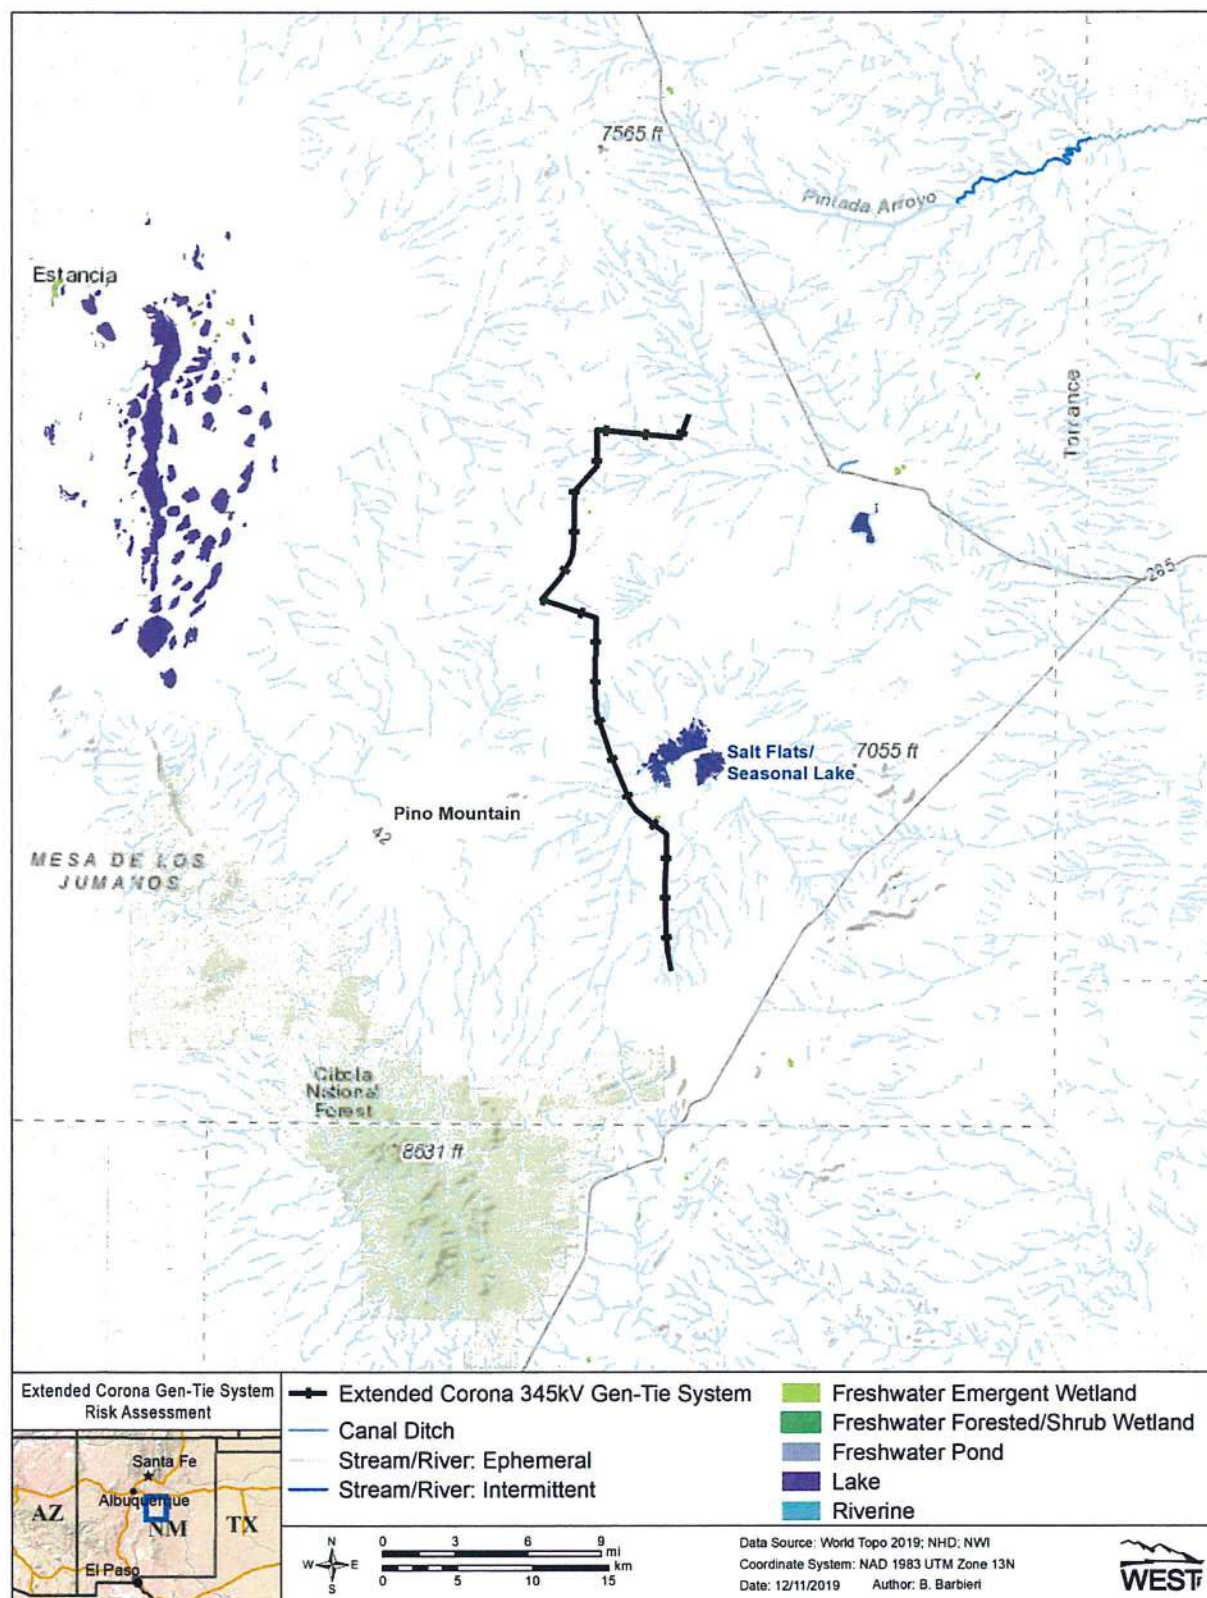 7565 ft
Pintada Arroyo
Estancia
Torrance
285
Salt Flats/
Seasonal Lake
7055 ft
Pino Mountain
42
MESA DE LOS
JUMANOS
Cibola
National
Forest
8631 ft
Extended Corona Gen-Tie System
Risk Assessment
Santa Fe
Albuquerque
AZ
NM
TX
El Paso
Extended Corona 345kV Gen-Tie System
Canal Ditch
Stream/River: Ephemeral
Stream/River: Intermittent
Freshwater Emergent Wetland
Freshwater Forested/Shrub Wetland
Freshwater Pond
Lake
Riverine
N
W E
S
0 3 6 9
mi
km
0 5 10 15
Data Source: World Topo 2019; NHD; NWI
Coordinate System: NAD 1983 UTM Zone 13N
Date: 12/11/2019 Author: B. Barbieri
WEST